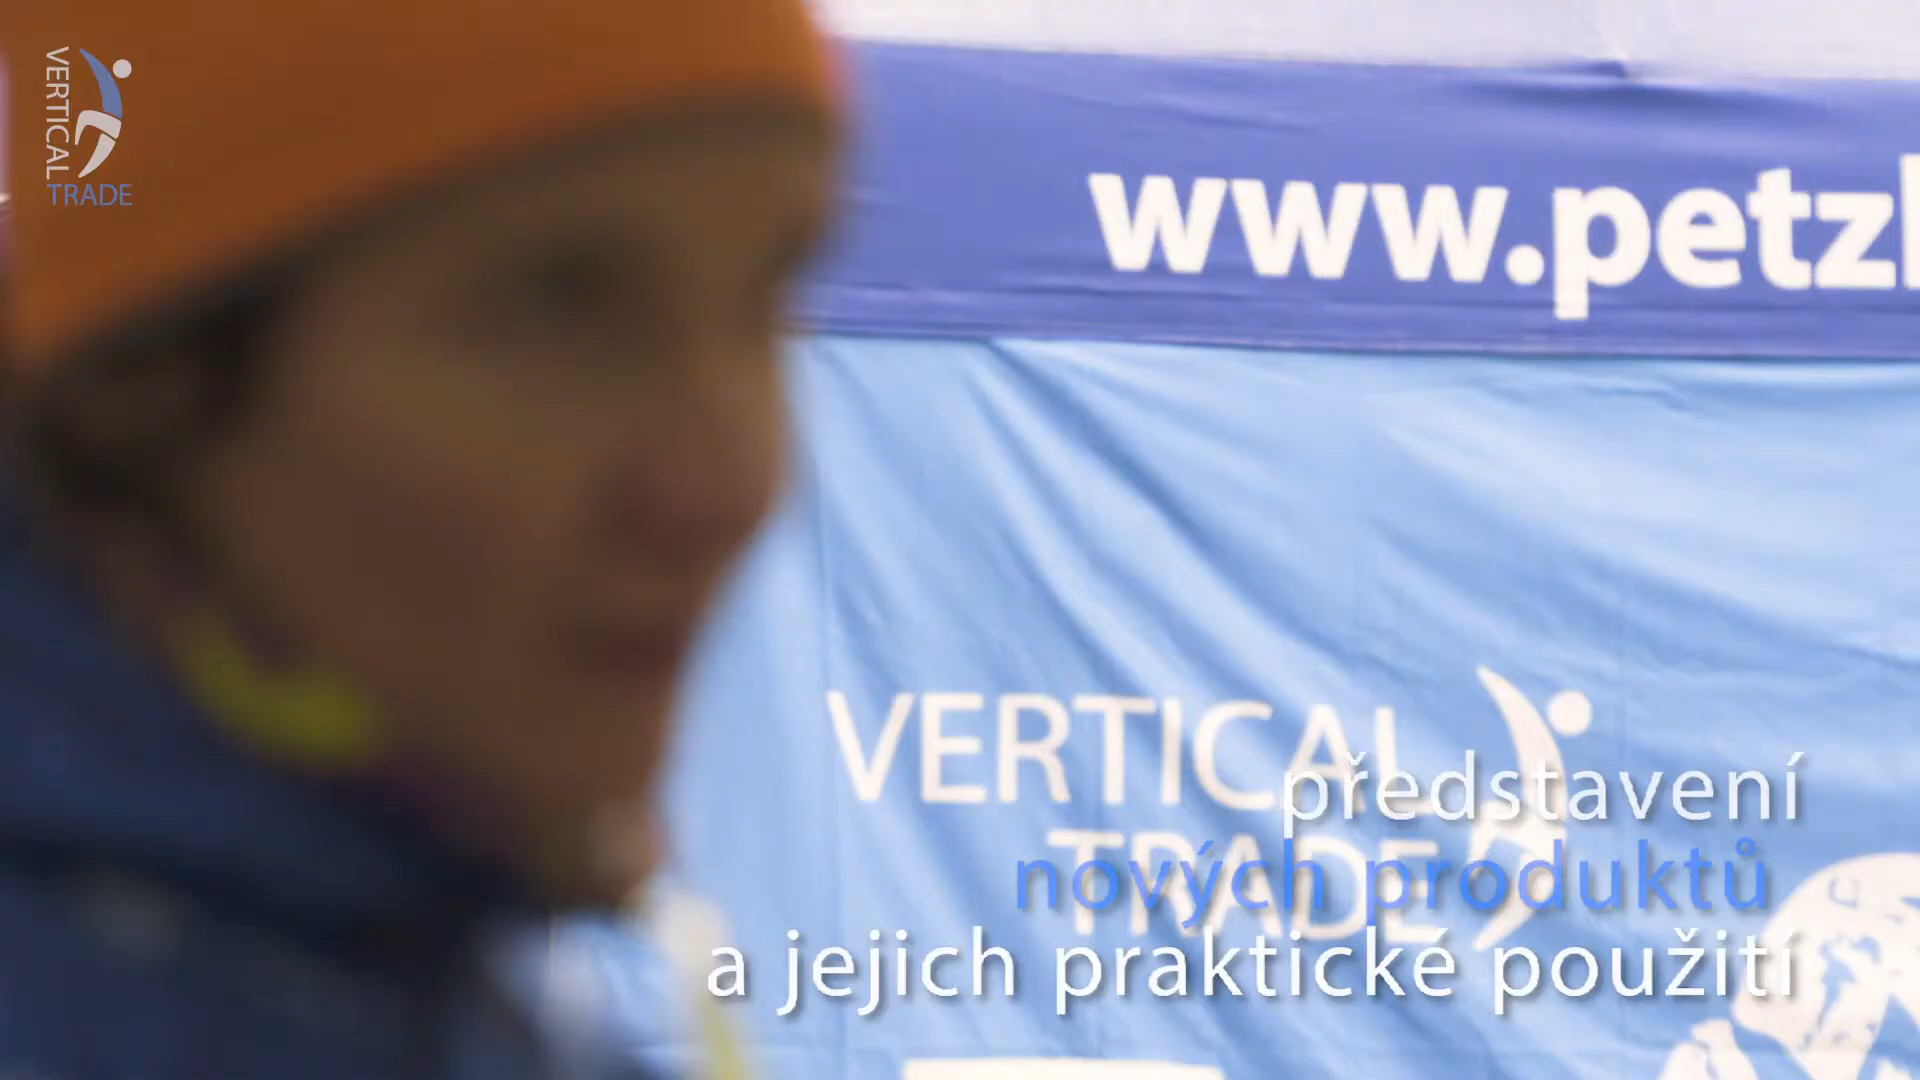 VERTICAL
TRADE
www.petzl
VERTICAL
TRADE
představení
nových produktů
a jejich praktické použití